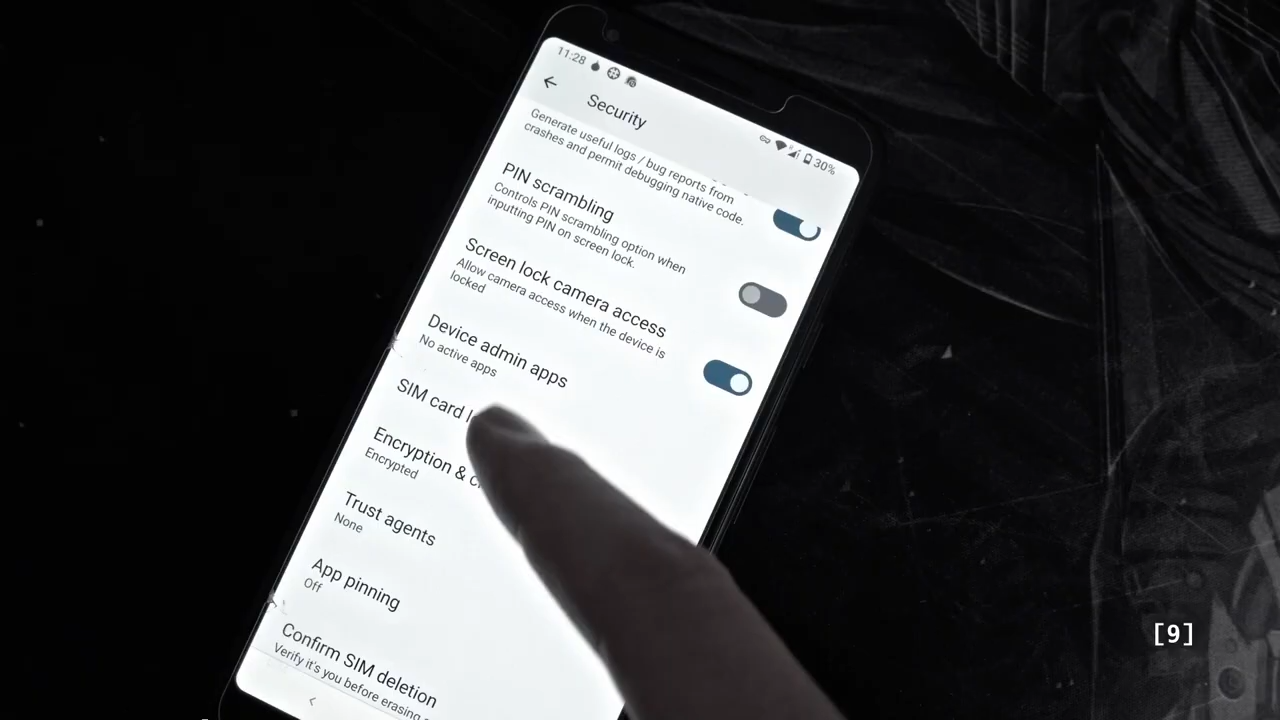 11:28
30%
Security
Generate useful logs / bug reports from
crashes and permit debugging native code.
PIN scrambling
Controls PIN scrambling option when
inputting PIN on screen lock.
Screen lock camera access
Allow camera access when the device is
locked
Device admin apps
No active apps
SIM card
Encryption &
Encrypted
Trust agents
None
App pinning
Off
Confirm SIM deletion
Verify it's you before erasing
[9]